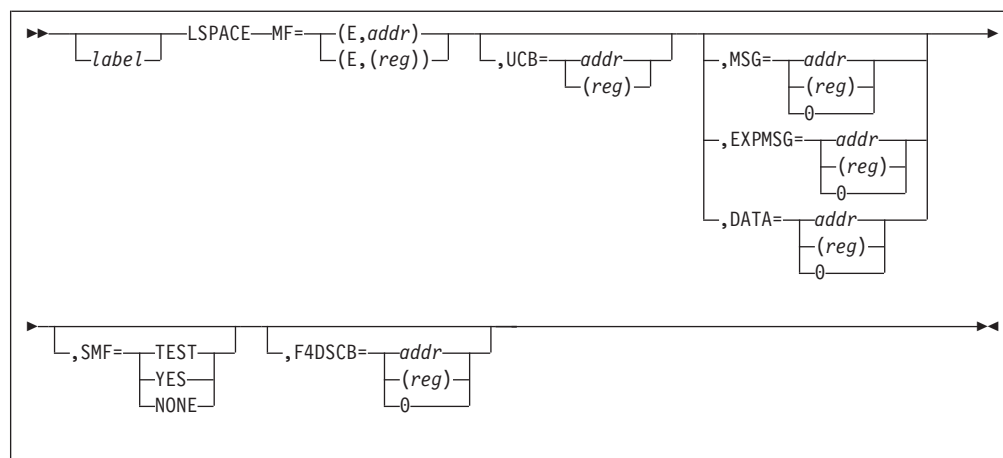 LSPACE MF= (E,addr) ,UCB= addr ,MSG= addr
label (E,(reg)) (reg) (reg)
0
,EXPMSG= addr
(reg)
0
,DATA= addr
(reg)
0
,SMF= TEST ,F4DSCB= addr
YES (reg)
NONE 0